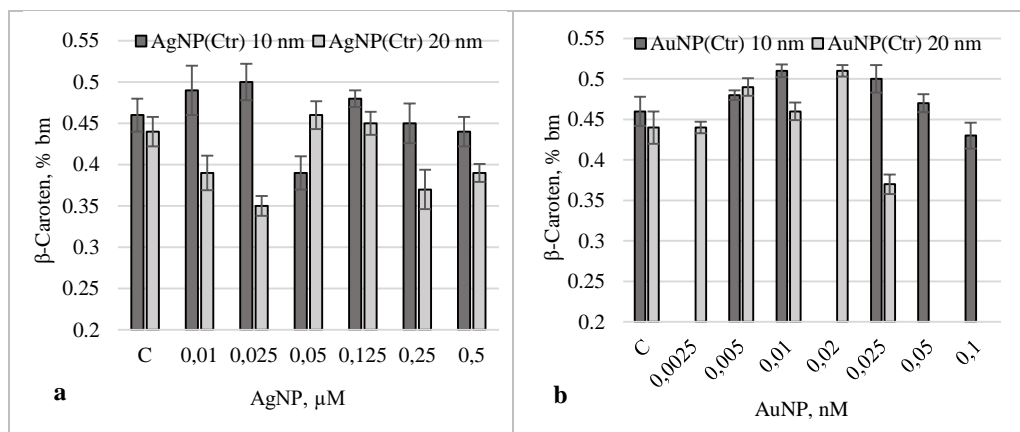 AgNP(Ctr) 10 nm AgNP(Ctr) 20 nm
0.55
0.5
0.45
0.4
0.35
0.3
0.25
0.2
β-Caroten, % bm
C 0,01 0,025 0,05 0,125 0,25 0,5
AgNP, µM
a
AuNP(Ctr) 10 nm AuNP(Ctr) 20 nm
0.55
0.5
0.45
0.4
0.35
0.3
0.25
0.2
β-Caroten, % bm
C 0,0025 0,005 0,01 0,02 0,025 0,05 0,1
AuNP, nM
b